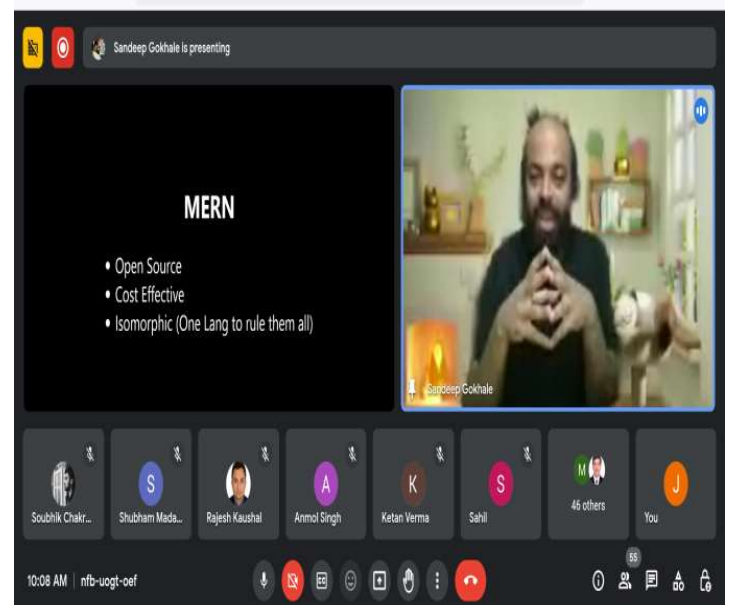 Sandeep Gokhale is presenting
MERN
• Open Source
• Cost Effective
• Isomorphic (One Lang to rule them all)
Sandeep Gokhale
Soubhik Chakr...
S
Shubham Mada...
Rajesh Kaushal
A
Anmol Singh
K
Ketan Verma
S
Sahil
M
46 others
J
You
10:08 AM | nfb-uogt-oef
CC
55